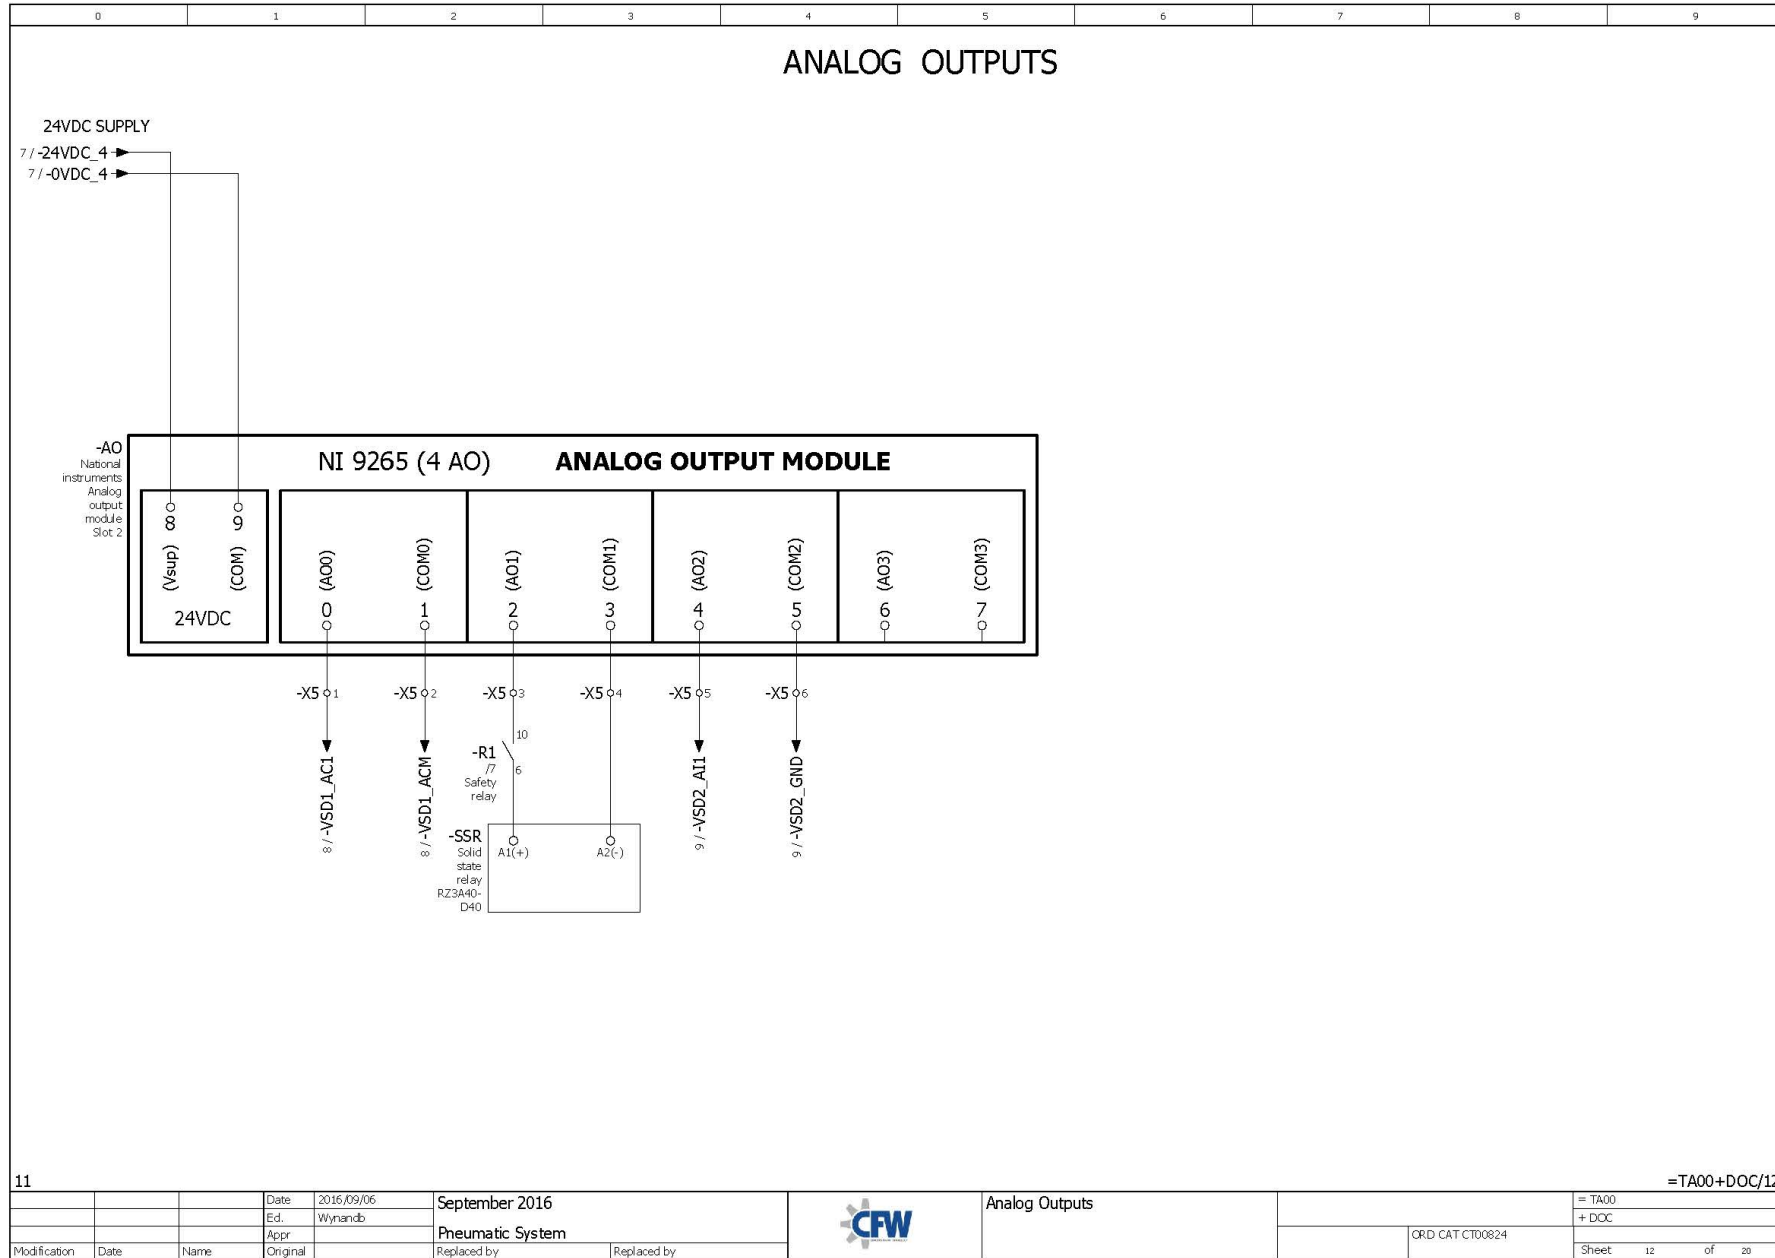 0 1 2 3 4 5 6 7 8 9
ANALOG OUTPUTS
24VDC SUPPLY
7 / -24VDC_4
7 / -0VDC_4
-AO
National
instruments
Analog
output
module
Slot 2
NI 9265 (4 AO) ANALOG OUTPUT MODULE
8 9
(Vsup) (COM) (AO0) (COM0) (AO1) (COM1) (AO2) (COM2) (AO3) (COM3)
24VDC
0 1 2 3 4 5 6 7
-X5 1 -X5 2 -X5 3 -X5 4 -X5 5 -X5 6
8 / -VSD1_AC1
8 / -VSD1_ACM
10
-R1
/7 6
Safety
relay
9 / -VSD2_AI1
9 / -VSD2_GND
-SSR
Solid
state
relay
RZ3A40-
D40
A1(+) A2(-)
11
=TA00+DOC/12
Date 2016/09/06
Ed. Wynandb
Appr
Modification Date Name Original
September 2016
Pneumatic System
Replaced by Replaced by
CFW
Analog Outputs
ORD CAT CT00824
= TA00
+ DOC
Sheet 12 of 20